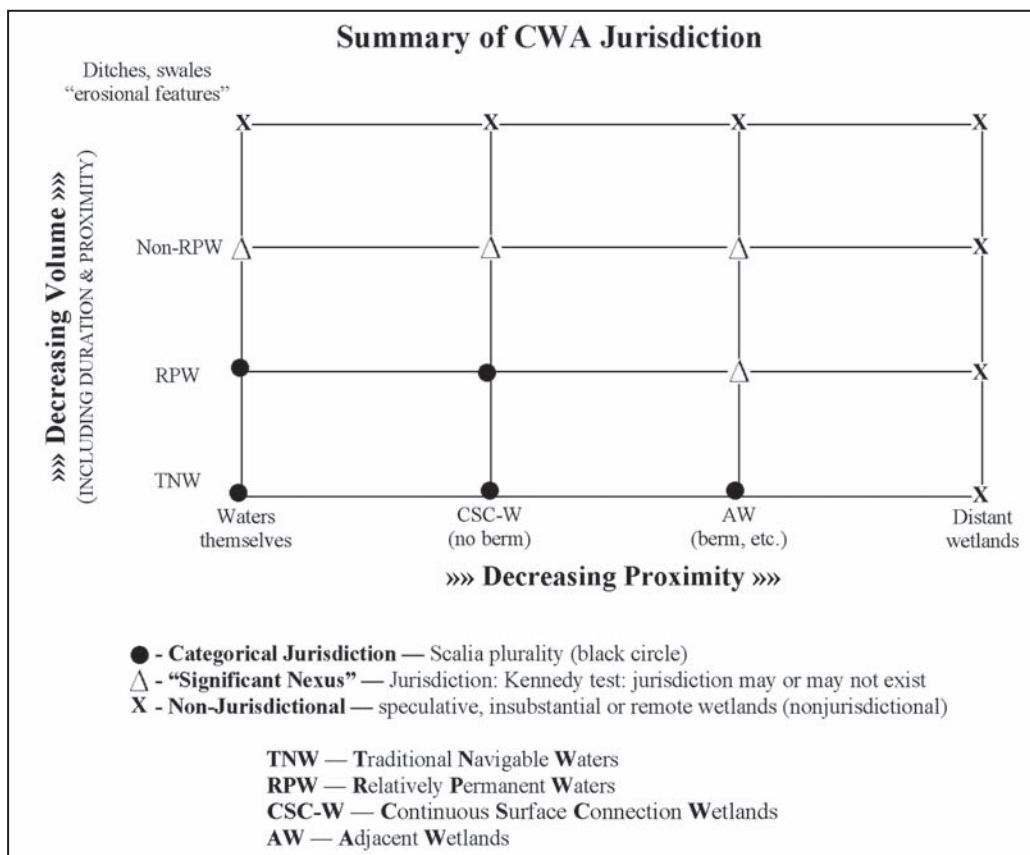 Summary of CWA Jurisdiction
Ditches, swales
“erosional features”
X X X X
»»» Decreasing Volume »»»
(INCLUDING DURATION & PROXIMITY)
Non-RPW
Δ Δ Δ X
RPW
Δ X
TNW
X
Waters
themselves
CSC-W
(no berm)
AW
(berm, etc.)
Distant
wetlands
»»» Decreasing Proximity »»
● - Categorical Jurisdiction — Scalia plurality (black circle)
Δ - “Significant Nexus” — Jurisdiction: Kennedy test: jurisdiction may or may not exist
X - Non-Jurisdictional — speculative, insubstantial or remote wetlands (nonjurisdictional)
TNW — Traditional Navigable Waters
RPW — Relatively Permanent Waters
CSC-W — Continuous Surface Connection Wetlands
AW — Adjacent Wetlands